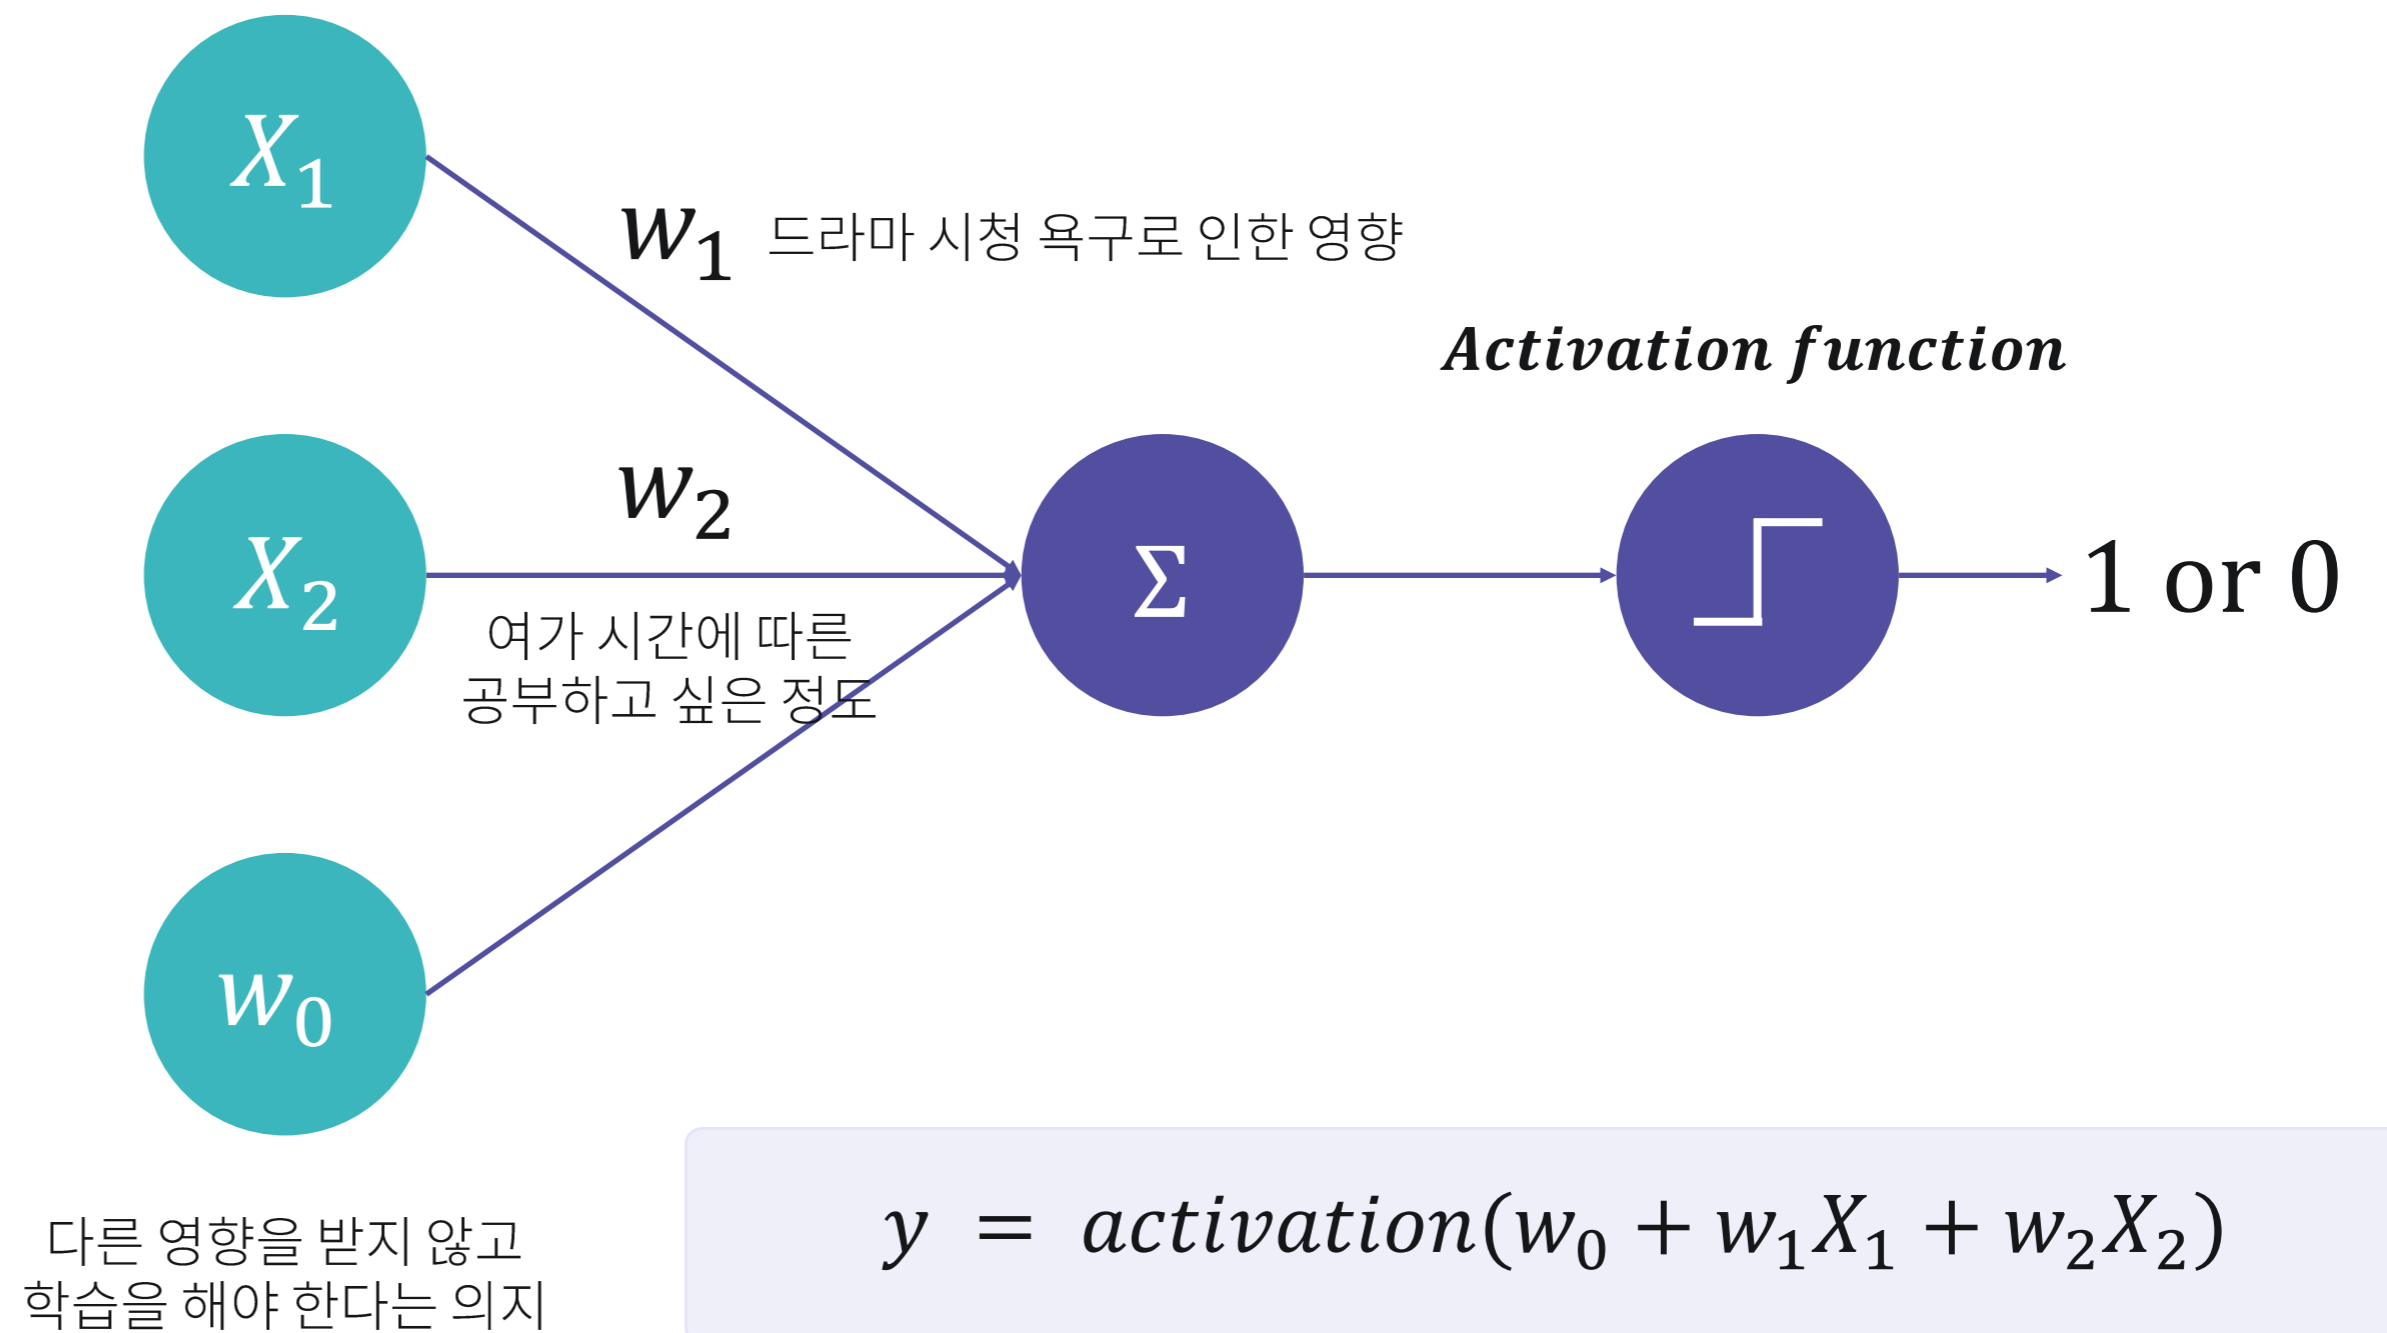 X₁
w₁ 드라마 시청 욕구로 인한 영향
Activation function
w₂
X₂
Σ
1 or 0
여가 시간에 따른
공부하고 싶은 정도
w₀
다른 영향을 받지 않고
학습을 해야 한다는 의지
y = activation(w₀ + w₁X₁ + w₂X₂)